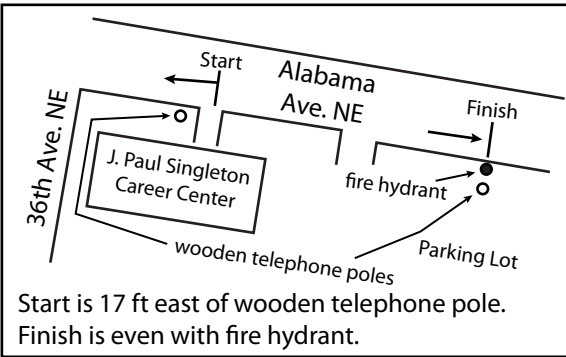 Start
Alabama
Ave. NE
Finish
36th Ave. NE
J. Paul Singleton
Career Center
fire hydrant
wooden telephone poles
Parking Lot
Start is 17 ft east of wooden telephone pole.
Finish is even with fire hydrant.